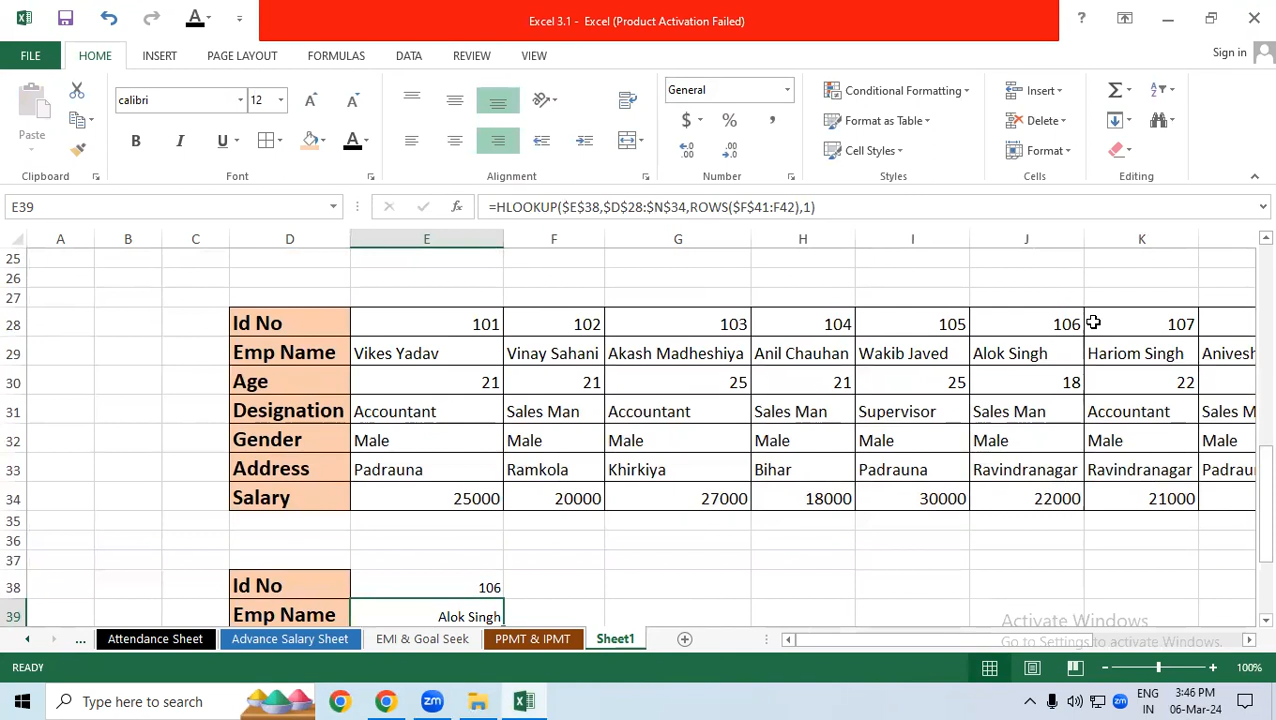 Excel 3.1 - Excel (Product Activation Failed)
Sign in
FILE HOME INSERT PAGE LAYOUT FORMULAS DATA REVIEW VIEW
calibri 12 General Conditional Formatting Insert
Paste $ % , Format as Table Delete
B I U A Cell Styles Format
Clipboard Font Alignment Number Styles Cells Editing
E39 fx =HLOOKUP($E$38,$D$28:$N$34,ROWS($F$41:F42),1)
A B C D E F G H I J K
25
26
27
28 Id No 101 102 103 104 105 106 107
29 Emp Name Vikes Yadav Vinay Sahani Akash Madheshiya Anil Chauhan Wakib Javed Alok Singh Hariom Singh Anivesh
30 Age 21 21 25 21 25 18 22
31 Designation Accountant Sales Man Accountant Sales Man Supervisor Sales Man Accountant Sales M
32 Gender Male Male Male Male Male Male Male Male
33 Address Padrauna Ramkola Khirkiya Bihar Padrauna Ravindranagar Ravindranagar Padrau
34 Salary 25000 20000 27000 18000 30000 22000 21000
35
36
37
38 Id No 106
39 Emp Name Alok Singh
Activate Windows
Go to Settings to activate Windows.
... Attendance Sheet Advance Salary Sheet EMI & Goal Seek PPMT & IPMT Sheet1
READY 100%
Type here to search zm ENG 3:46 PM
IN 06-Mar-24